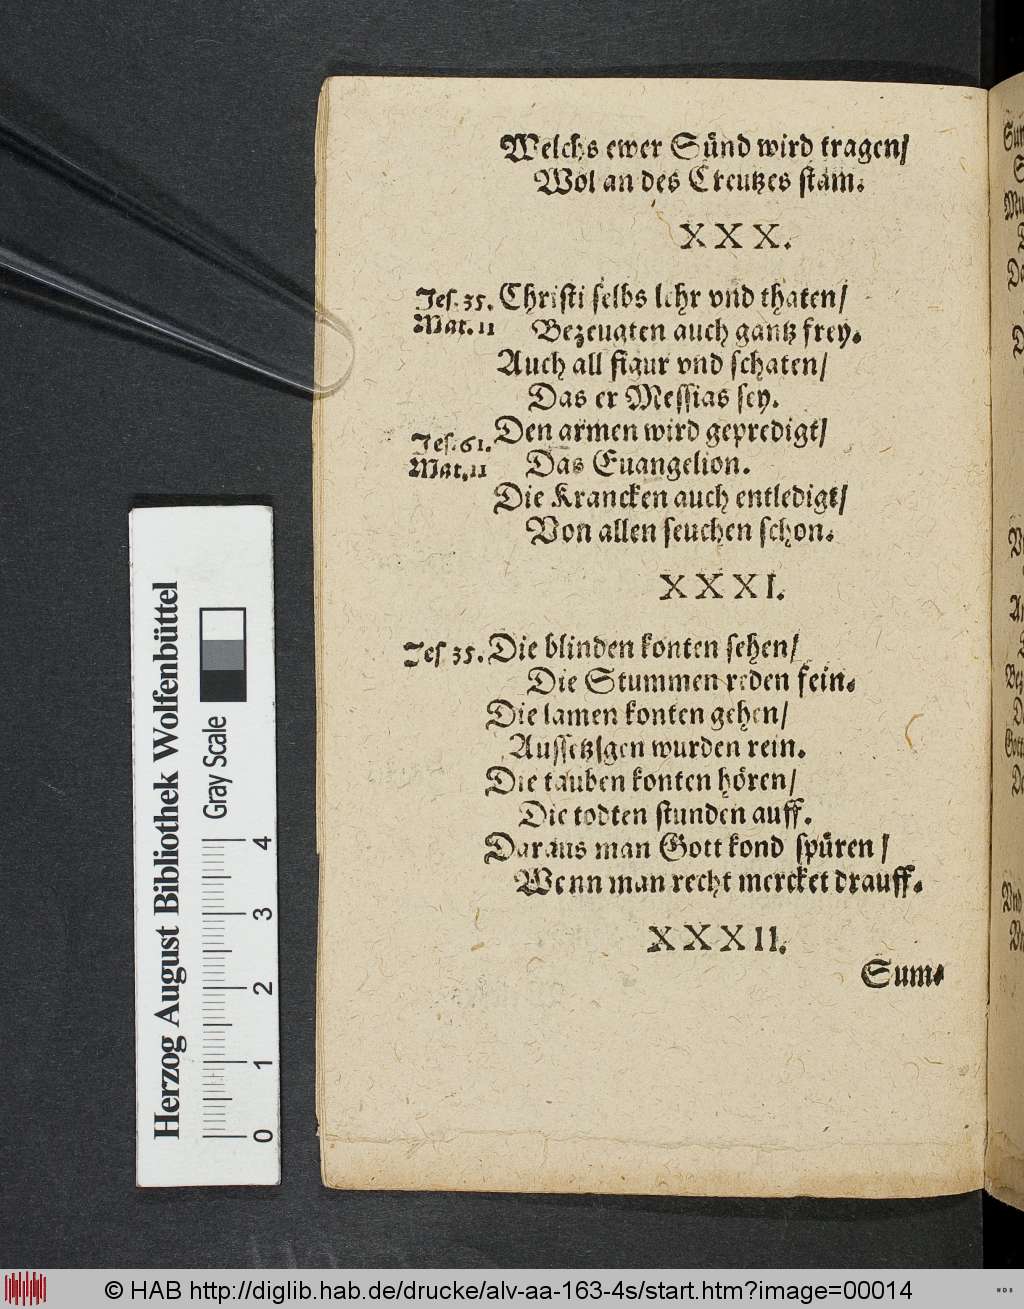 Welchs ewer Sünd wird tragen/
Wol an des Creutzes stam.
XXX.
Jes. 35. Christi selbs lehr vnd thaten/
Mat. 11 Bezeugten auch gantz frey.
Auch all figur vnd schaten/
Das er Messias sey.
Jes. 61. Den armen wird gepredigt/
Mat. 11 Das Euangelion.
Die Krancken auch entledigt/
Von allen seuchen schon.
XXXI.
Jes 35. Die blinden konten sehen/
Die Stummen reden fein.
Die lamen konten gehen/
Aussetzigen wurden rein.
Die tauben konten hören/
Die todten stunden auff.
Daraus man Gott kond spüren/
Wenn man recht mercket drauff.
XXXII.
Sum-
Herzog August Bibliothek Wolfenbüttel
Gray Scale
0 1 2 3 4
© HAB http://diglib.hab.de/drucke/alv-aa-163-4s/start.htm?image=00014